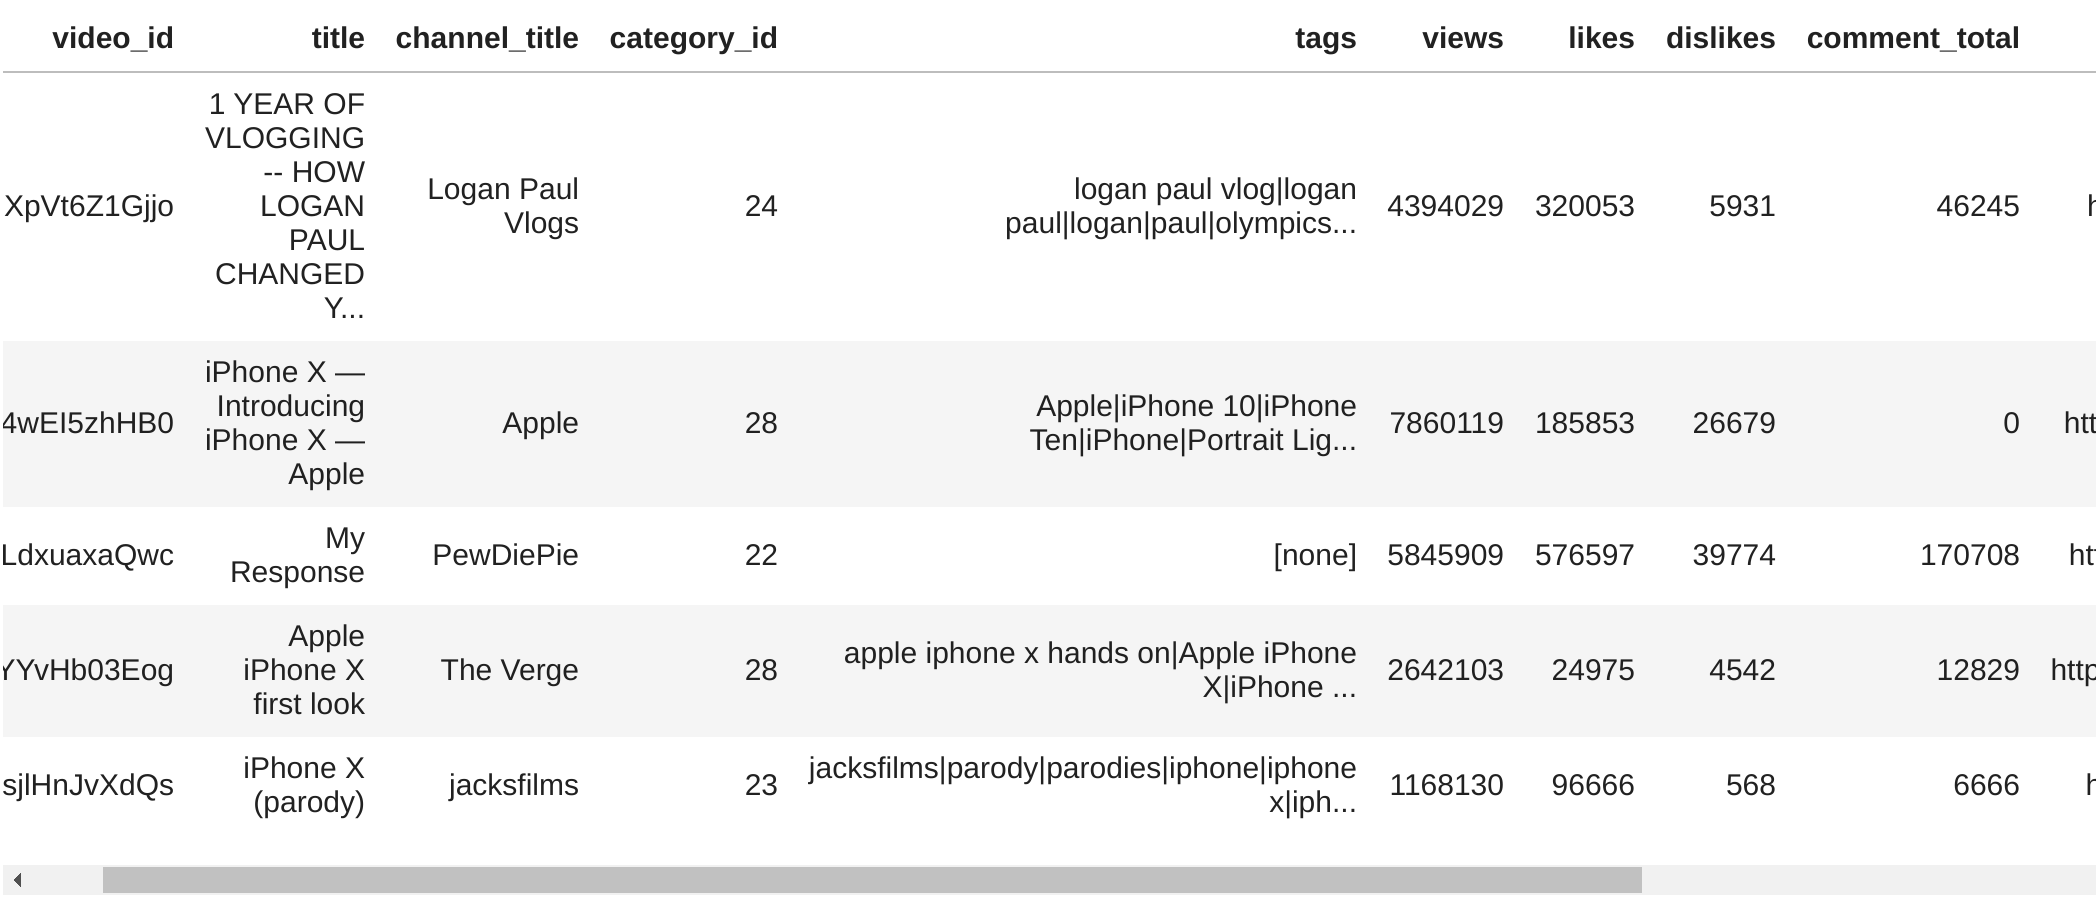 video_id title channel_title category_id tags views likes dislikes comment_total
1 YEAR OF
VLOGGING
-- HOW
LOGAN
PAUL
CHANGED
Y...
XpVt6Z1Gjjo
Logan Paul
Vlogs
24
logan paul vlog|logan
paul|logan|paul|olympics...
4394029 320053 5931 46245 h
4wEI5zhHB0
iPhone X —
Introducing
iPhone X —
Apple
Apple
28
Apple|iPhone 10|iPhone
Ten|iPhone|Portrait Lig...
7860119 185853 26679 0 htt
LdxuaxaQwc
My
Response
PewDiePie
22
[none]
5845909 576597 39774 170708 ht
YYvHb03Eog
Apple
iPhone X
first look
The Verge
28
apple iphone x hands on|Apple iPhone
X|iPhone ...
2642103 24975 4542 12829 http
sjlHnJvXdQs
iPhone X
(parody)
jacksfilms
23
jacksfilms|parody|parodies|iphone|iphone
x|iph...
1168130 96666 568 6666 h